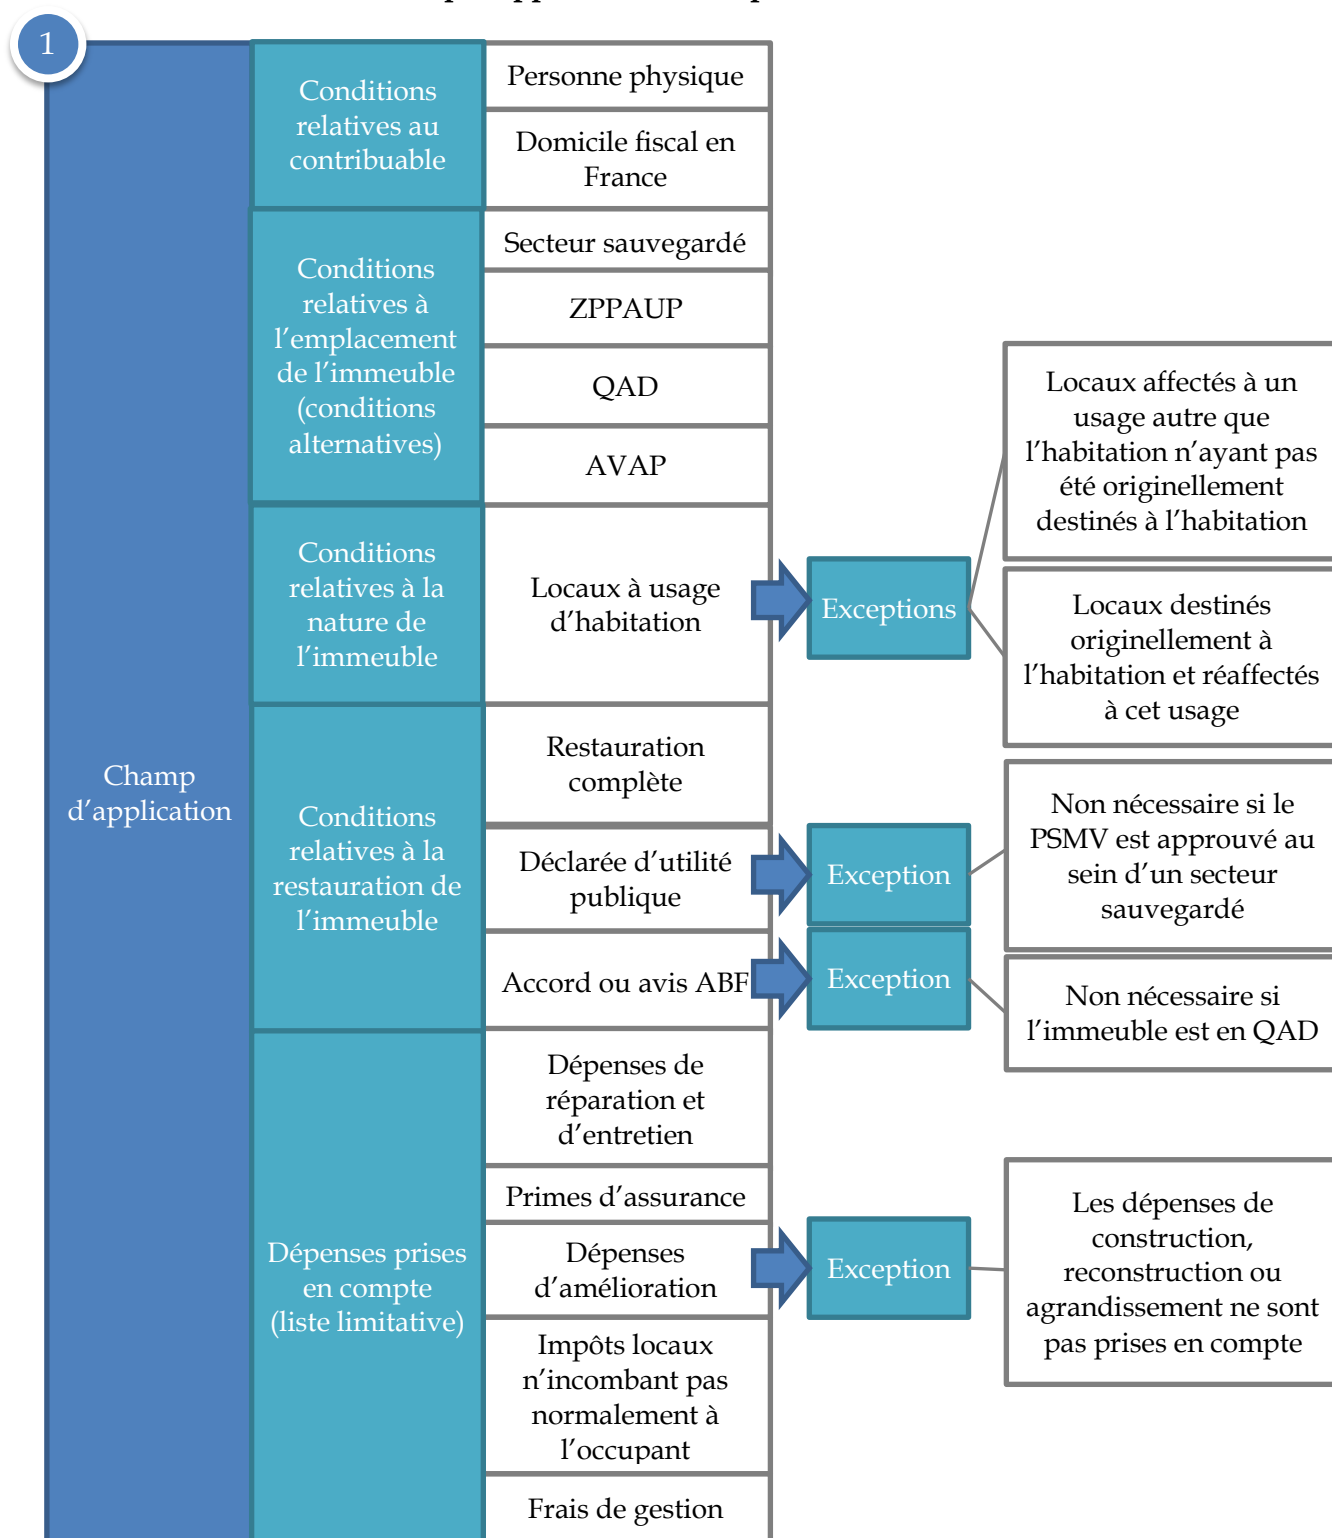 1
Champ
d’application
Conditions
relatives au
contribuable
Personne physique
Domicile fiscal en
France
Conditions
relatives à
l’emplacement
de l’immeuble
(conditions
alternatives)
Secteur sauvegardé
ZPPAUP
QAD
AVAP
Conditions
relatives à la
nature de
l’immeuble
Locaux à usage
d’habitation
Exceptions
Locaux affectés à un
usage autre que
l’habitation n’ayant pas
été originellement
destinés à l’habitation
Locaux destinés
originellement à
l’habitation et réaffectés
à cet usage
Conditions
relatives à la
restauration de
l’immeuble
Restauration
complète
Déclarée d’utilité
publique
Exception
Non nécessaire si le
PSMV est approuvé au
sein d’un secteur
sauvegardé
Accord ou avis ABF
Exception
Non nécessaire si
l’immeuble est en QAD
Dépenses prises
en compte
(liste limitative)
Dépenses de
réparation et
d’entretien
Primes d’assurance
Dépenses
d’amélioration
Exception
Les dépenses de
construction,
reconstruction ou
agrandissement ne sont
pas prises en compte
Impôts locaux
n’incombant pas
normalement à
l’occupant
Frais de gestion